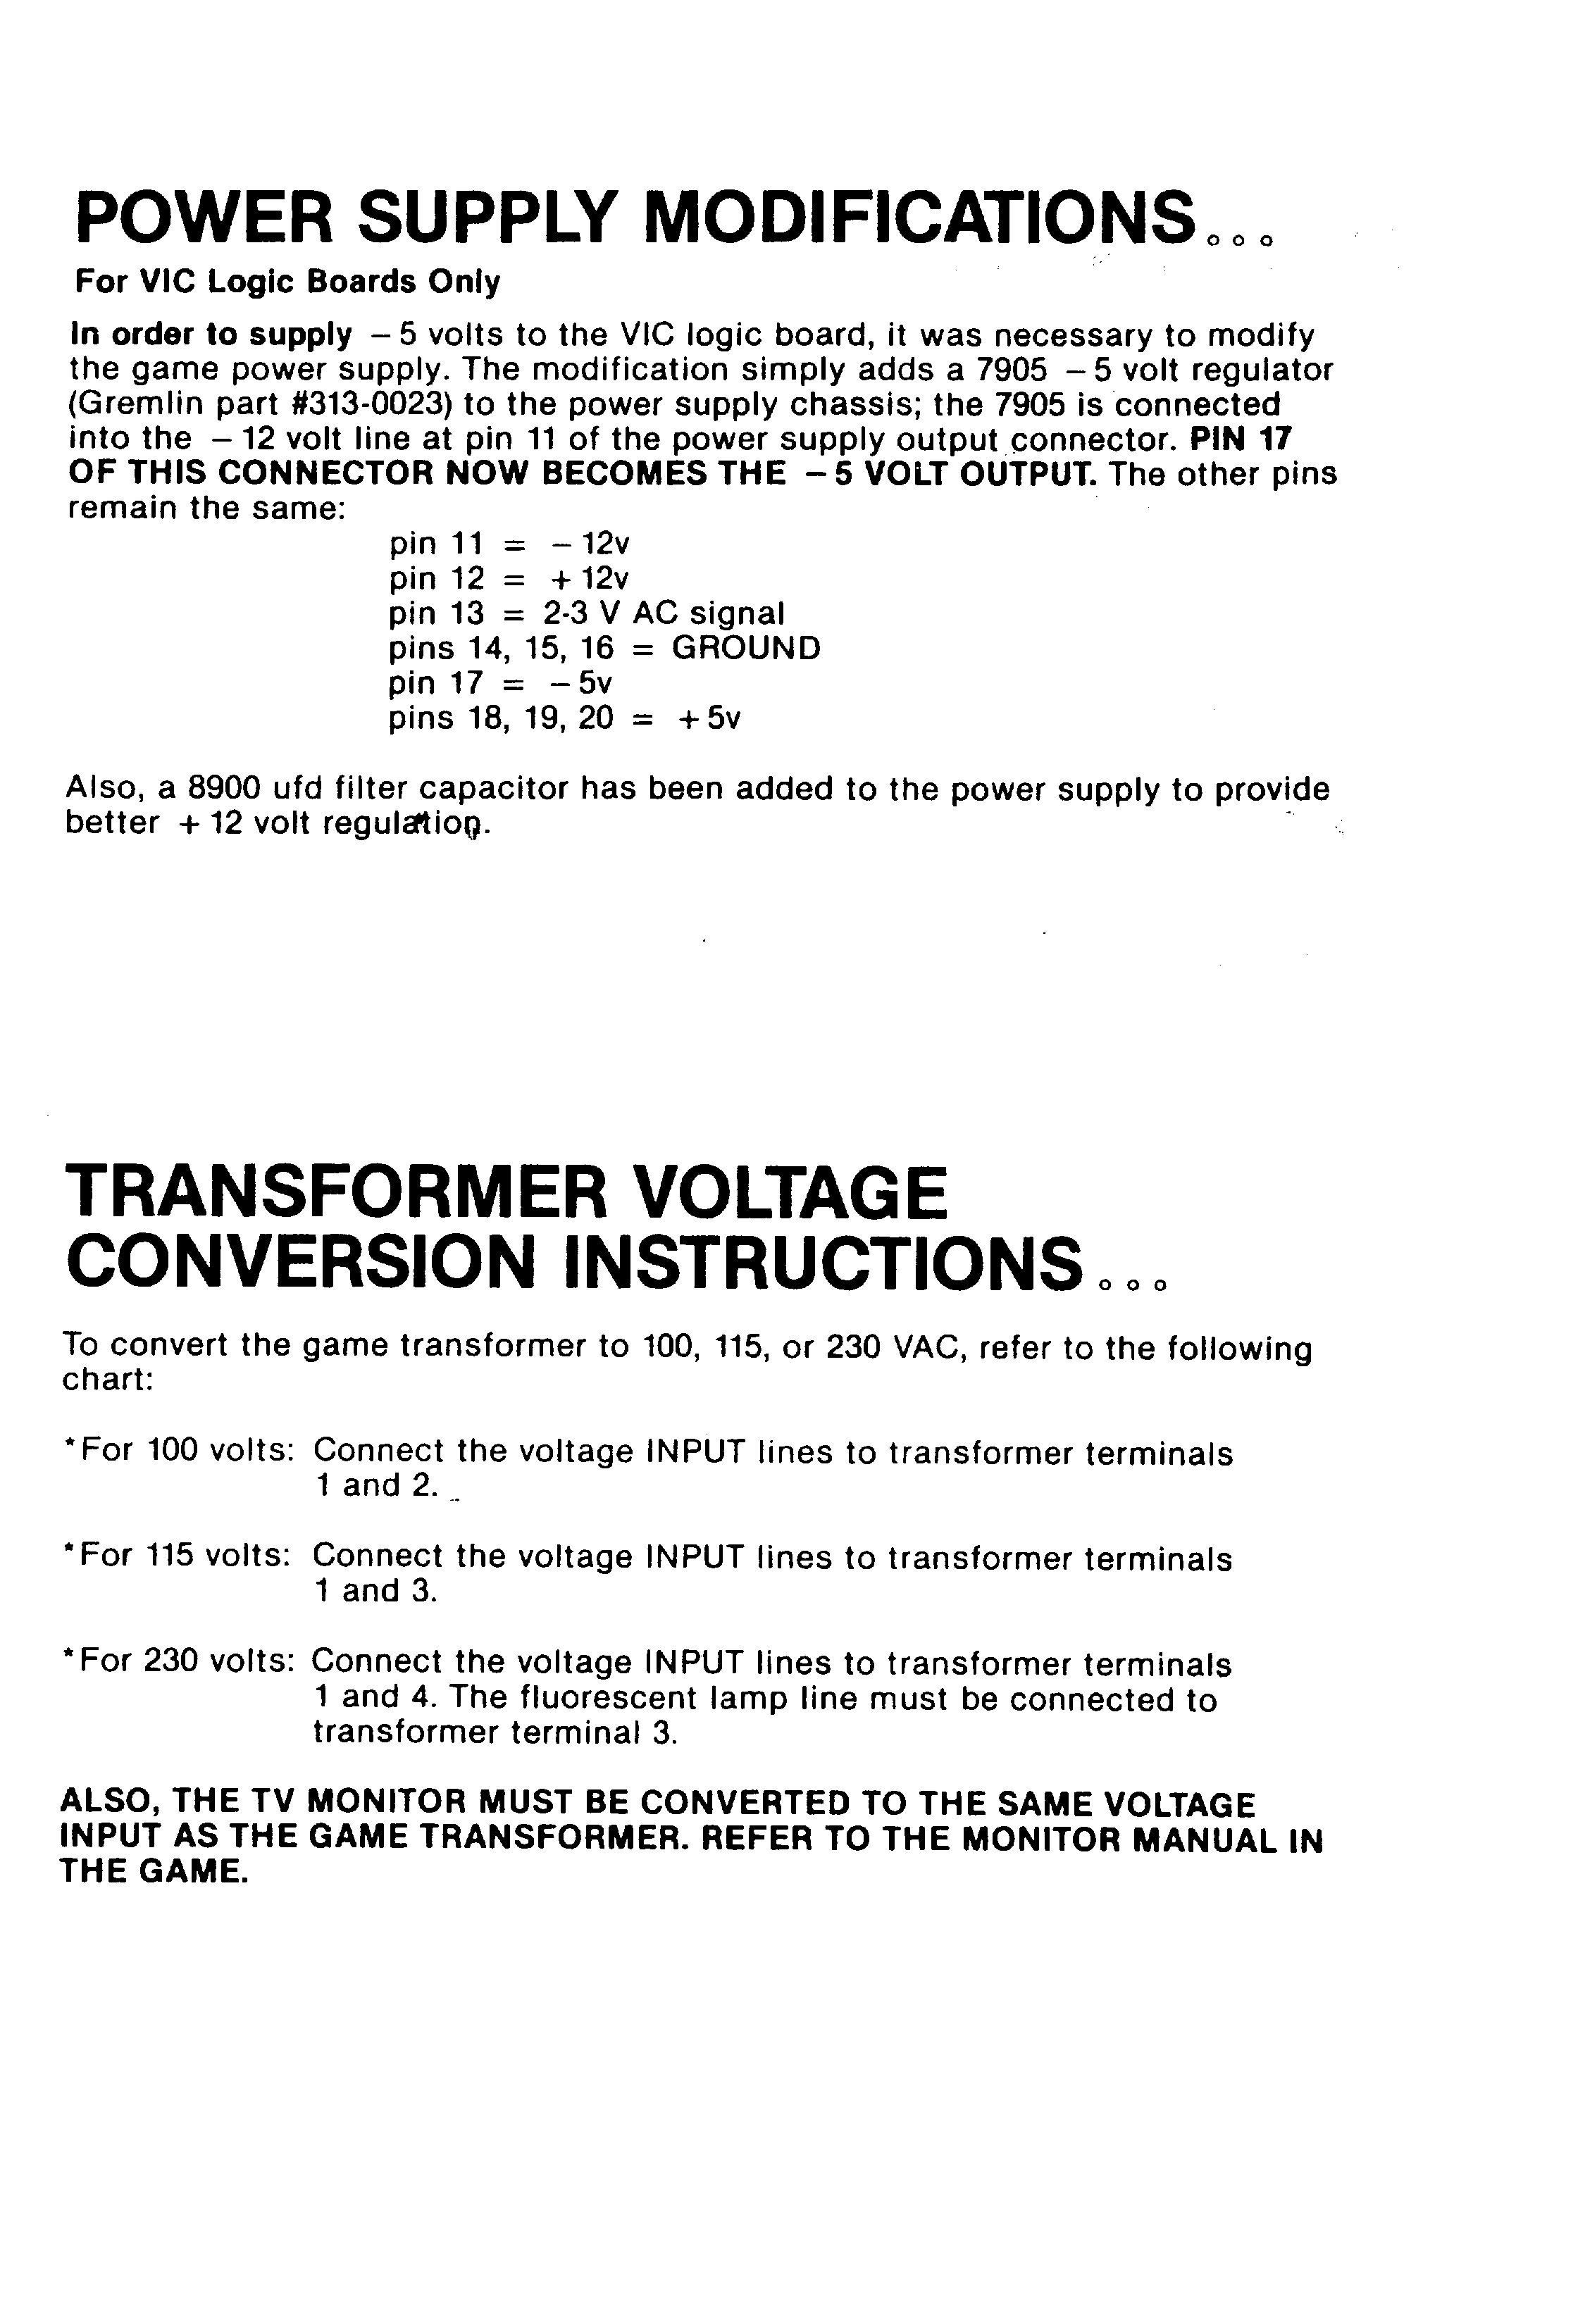 POWER SUPPLY MODIFICATIONS...
For VIC Logic Boards Only
In order to supply – 5 volts to the VIC logic board, it was necessary to modify
the game power supply. The modification simply adds a 7905 – 5 volt regulator
(Gremlin part #313-0023) to the power supply chassis; the 7905 is connected
into the – 12 volt line at pin 11 of the power supply output connector. PIN 17
OF THIS CONNECTOR NOW BECOMES THE – 5 VOLT OUTPUT. The other pins
remain the same:
pin 11 = – 12v
pin 12 = + 12v
pin 13 = 2-3 V AC signal
pins 14, 15, 16 = GROUND
pin 17 = – 5v
pins 18, 19, 20 = + 5v
Also, a 8900 ufd filter capacitor has been added to the power supply to provide
better + 12 volt regulation.
TRANSFORMER VOLTAGE
CONVERSION INSTRUCTIONS...
To convert the game transformer to 100, 115, or 230 VAC, refer to the following
chart:
*For 100 volts: Connect the voltage INPUT lines to transformer terminals
1 and 2.
*For 115 volts: Connect the voltage INPUT lines to transformer terminals
1 and 3.
*For 230 volts: Connect the voltage INPUT lines to transformer terminals
1 and 4. The fluorescent lamp line must be connected to
transformer terminal 3.
ALSO, THE TV MONITOR MUST BE CONVERTED TO THE SAME VOLTAGE
INPUT AS THE GAME TRANSFORMER. REFER TO THE MONITOR MANUAL IN
THE GAME.